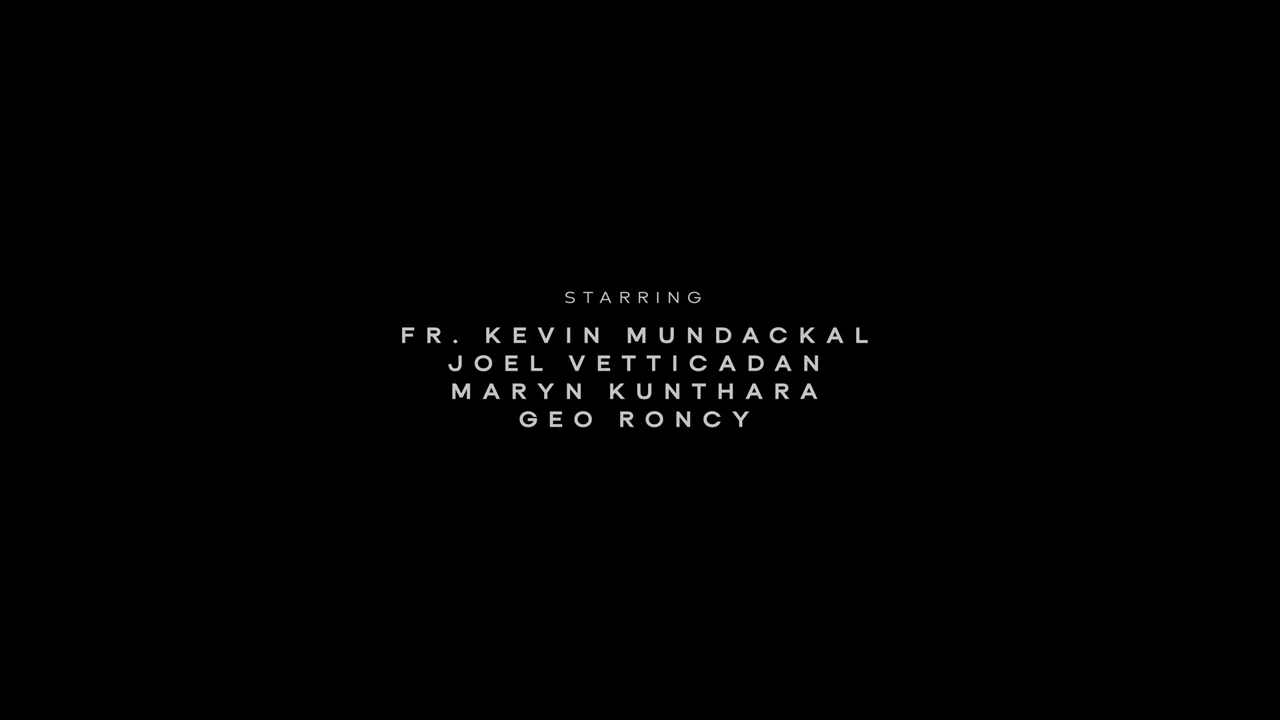 STARRING
FR. KEVIN MUNDACKAL
JOEL VETTICADAN
MARYN KUNTHARA
GEO RONCY